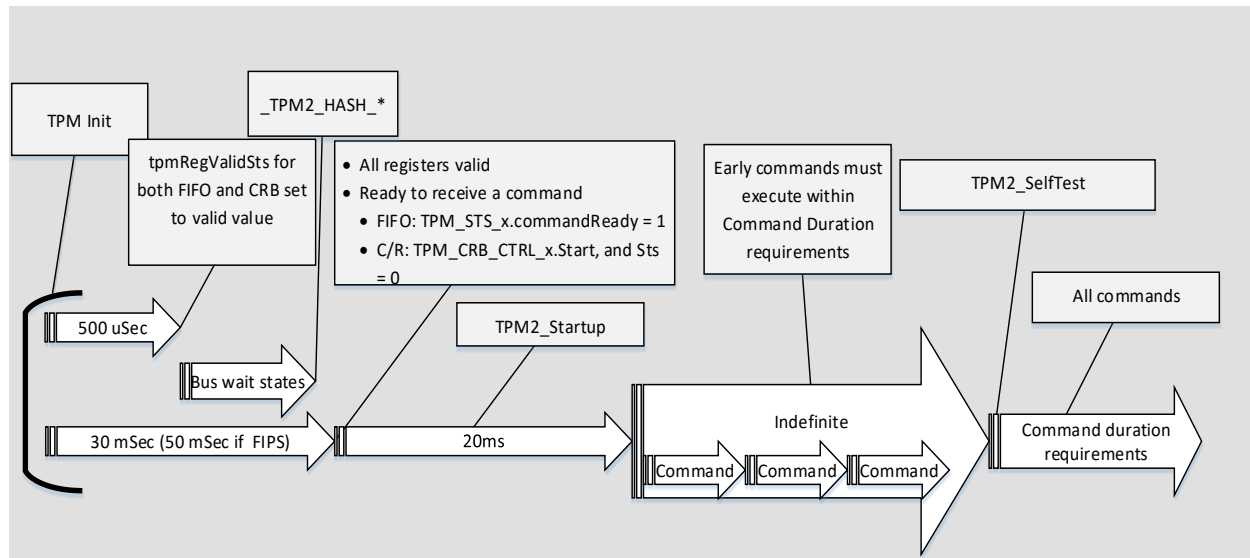 TPM Init
_TPM2_HASH_*
tpmRegValidSts for
both FIFO and CRB set
to valid value
• All registers valid
• Ready to receive a command
• FIFO: TPM_STS_x.commandReady = 1
• C/R: TPM_CRB_CTRL_x.Start, and Sts
= 0
Early commands must
execute within
Command Duration
requirements
TPM2_SelfTest
All commands
TPM2_Startup
500 uSec
Bus wait states
30 mSec (50 mSec if FIPS)
20ms
Indefinite
Command
Command
Command
Command duration
requirements